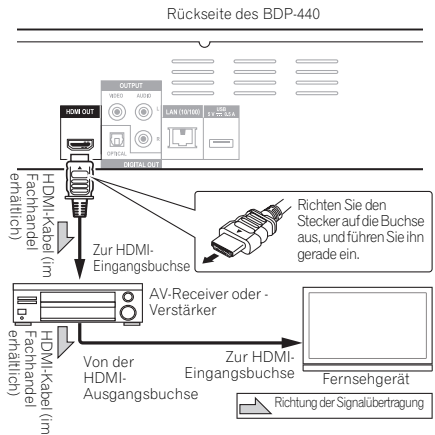 Rückseite des BDP-440
OUTPUT
VIDEO
AUDIO
L
HDMI OUT
LAN (10/100)
USB
5 V ⎓ 0,5 A
R
OPTICAL
DIGITAL OUT
HDMI-Kabel (im
Fachhandel
erhältlich)
Zur HDMI-
Eingangsbuchse
Richten Sie den
Stecker auf die Buchse
aus, und führen Sie ihn
gerade ein.
AV-Receiver oder -
Verstärker
HDMI-Kabel (im
Fachhandel
erhältlich)
Von der
HDMI-
Ausgangsbuchse
Zur HDMI-
Eingangsbuchse
Fernsehgerät
Richtung der Signalübertragung